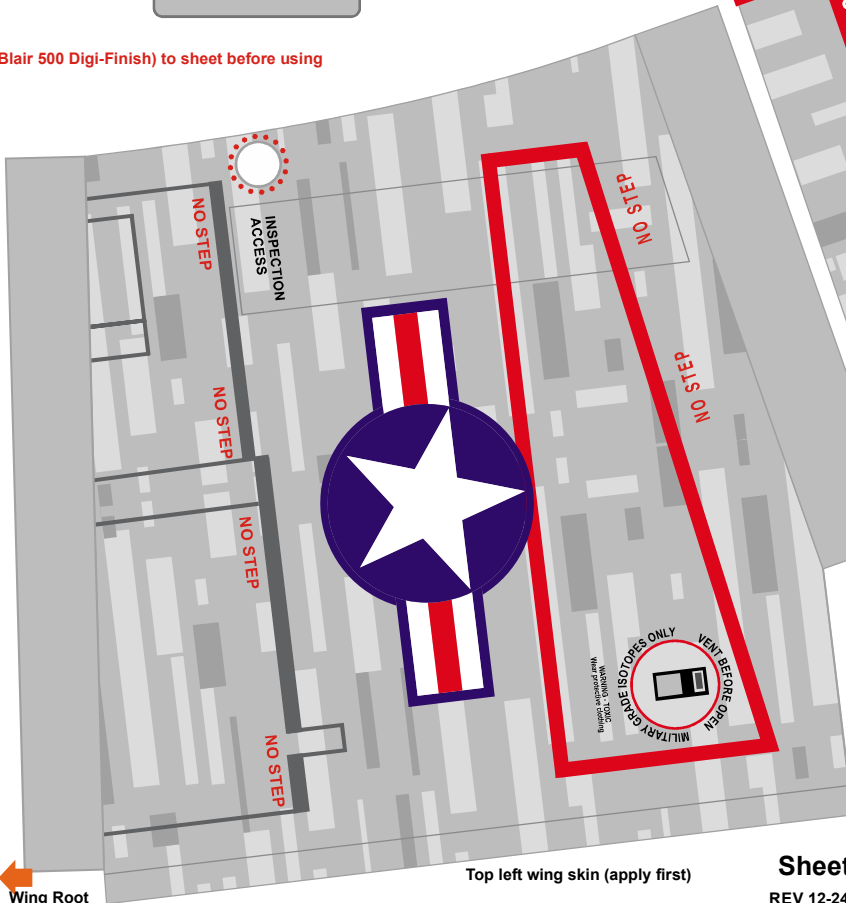 Blair 500 Digi-Finish) to sheet before using
NO STEP
INSPECTION
ACCESS
NO STEP
NO STEP
NO STEP
NO STEP
NO STEP
WARNING - TOXIC
Wear protective clothing
MILITARY GRADE ISOTOPES ONLY
VENT BEFORE OPEN
Top left wing skin (apply first)
Sheet
REV 12-24
Wing Root